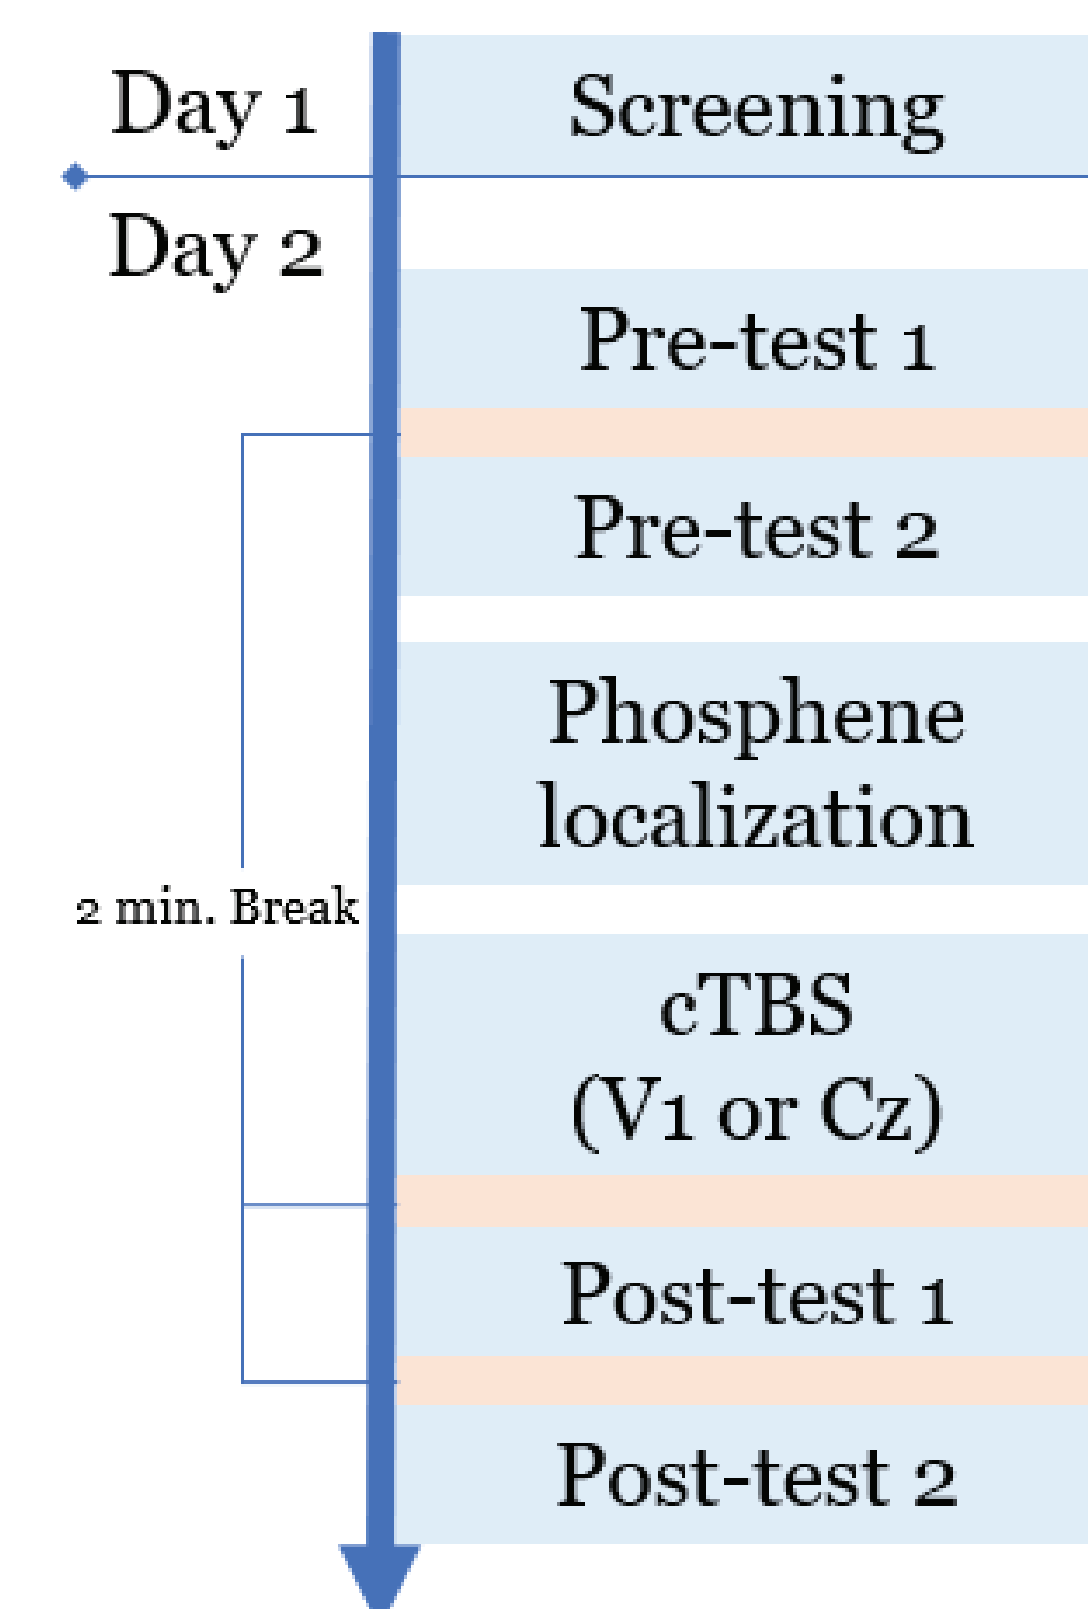 Day 1
Screening
Day 2
Pre-test 1
Pre-test 2
Phosphene
localization
2 min. Break
cTBS
(V1 or Cz)
Post-test 1
Post-test 2